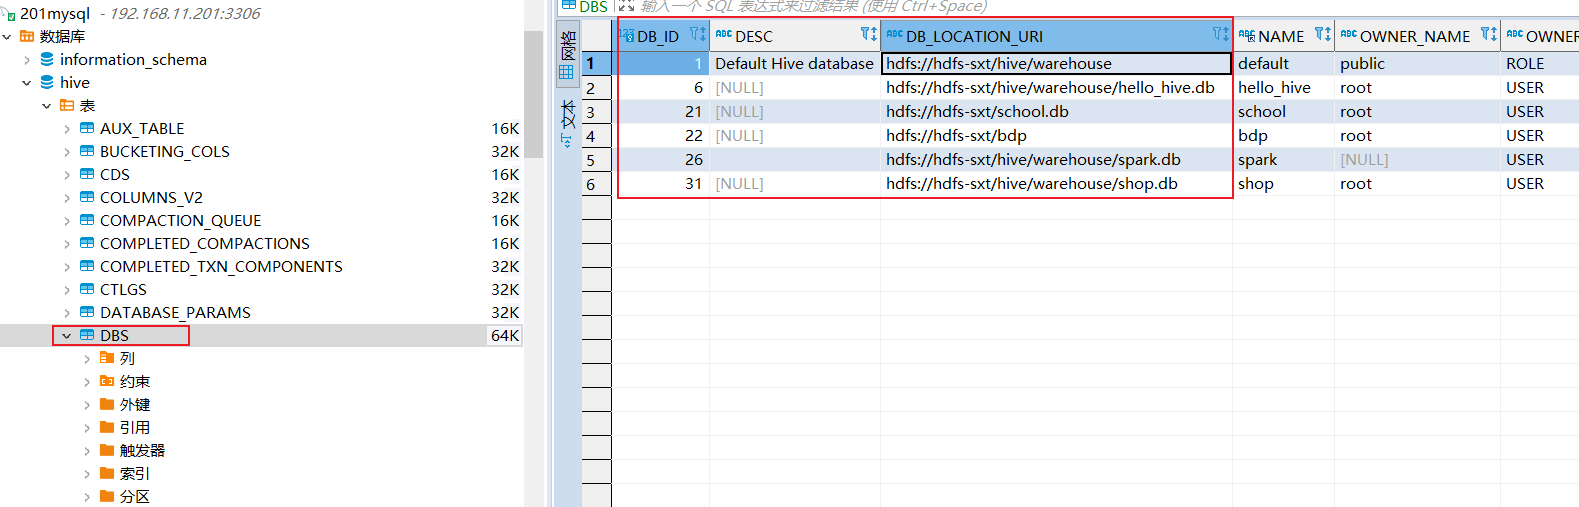 201mysql - 192.168.11.201:3306
数据库
information_schema
hive
表
AUX_TABLE 16K
BUCKETING_COLS 32K
CDS 16K
COLUMNS_V2 32K
COMPACTION_QUEUE 16K
COMPLETED_COMPACTIONS 16K
COMPLETED_TXN_COMPONENTS 32K
CTLGS 32K
DATABASE_PARAMS 32K
DBS 64K
列
约束
外键
引用
触发器
索引
分区
DBS 输入一个 SQL 表达式来过滤结果 (使用 Ctrl+Space)
网格
文本
123 DB_ID ABC DESC ABC DB_LOCATION_URI ABC NAME ABC OWNER_NAME ABC OWNER
1 1 Default Hive database hdfs://hdfs-sxt/hive/warehouse default public ROLE
2 6 [NULL] hdfs://hdfs-sxt/hive/warehouse/hello_hive.db hello_hive root USER
3 21 [NULL] hdfs://hdfs-sxt/school.db school root USER
4 22 [NULL] hdfs://hdfs-sxt/bdp bdp root USER
5 26 hdfs://hdfs-sxt/hive/warehouse/spark.db spark [NULL] USER
6 31 [NULL] hdfs://hdfs-sxt/hive/warehouse/shop.db shop root USER